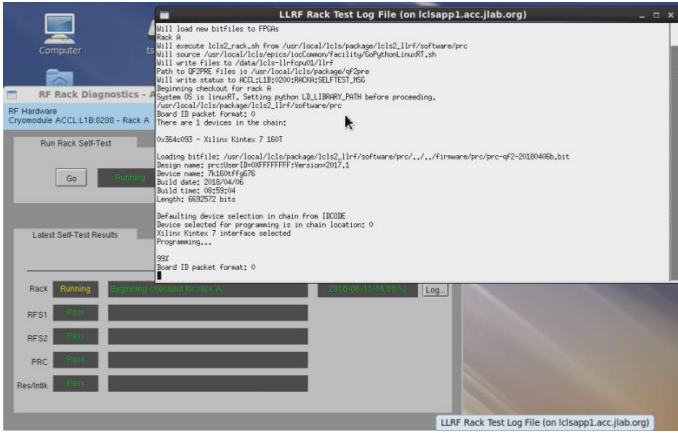 LLRF Rack Test Log File (on lclsapp1.acc.jlab.org)
Will load new bitfiles to FPGAs
Rack A
Will execute lcls2_rack.sh from /usr/local/lcls/package/lcls2_llrf/software/prc
Will source /usr/local/lcls/epics/iocCommon/facility/GoPythonLinuxRT.sh
Will write files to /data/lcls-llrfcpu01/llrf
Path to QF2PRE files is /usr/local/lcls/package/qf2pre
Will write status to ACCL:L1B:0200:RACKA:SELFTEST_MSG
Beginning checkout for rack A
System OS is linuxRT. Setting python LD_LIBRARY_PATH before proceeding.
/usr/local/lcls/package/lcls2_llrf/software/prc
Board ID packet format: 0
There are 1 devices in the chain:
0x364c093 - Xilinx Kintex 7 160T
Loading bitfile: /usr/local/lcls/package/lcls2_llrf/software/prc/../../firmware/prc/prc-qf2-20180406b.bit
Design name: prc;UserID=0XFFFFFFFF;Version=2017.1
Device name: 7k160tffg676
Build date: 2018/04/06
Build time: 08:59:04
Length: 6692572 bits
Defaulting device selection in chain from IDCODE
Device selected for programming is in chain location: 0
Xilinx Kintex 7 interface selected
Programming...
99%
Board ID packet format: 0
Computer
RF Rack Diagnostics - A
RF Hardware
Cryomodule ACCL:L1B:0200 - Rack A
Run Rack Self-Test
Go
Running
Latest Self-Test Results
Rack Running Beginning checkout for rack A Log...
RFS1 Pass
RFS2 Pass
PRC Pass
Res/Intlk Pass
LLRF Rack Test Log File (on lclsapp1.acc.jlab.org)